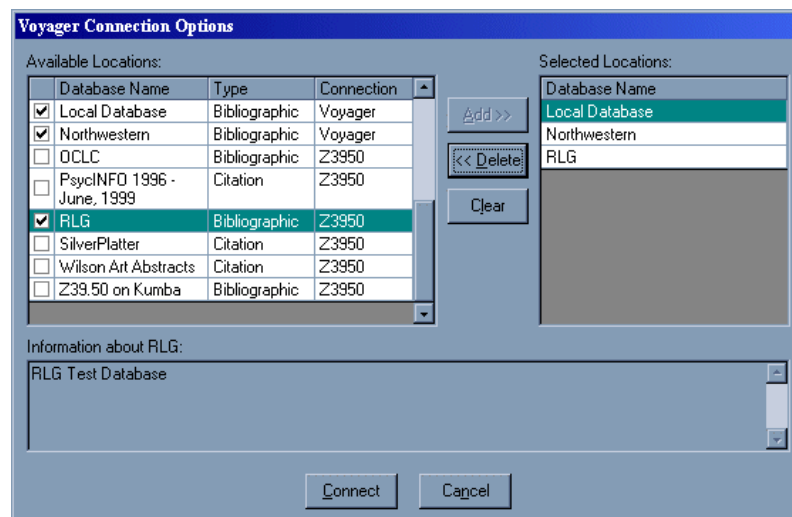 Voyager Connection Options
Available Locations:
Selected Locations:
Database Name Type Connection
Local Database Bibliographic Voyager
Northwestern Bibliographic Voyager
OCLC Bibliographic Z3950
PsycINFO 1996 - Citation Z3950
June, 1999
RLG Bibliographic Z3950
SilverPlatter Citation Z3950
Wilson Art Abstracts Citation Z3950
Z39.50 on Kumba Bibliographic Z3950
Add >>
<< Delete
Clear
Database Name
Local Database
Northwestern
RLG
Information about RLG:
RLG Test Database
Connect Cancel